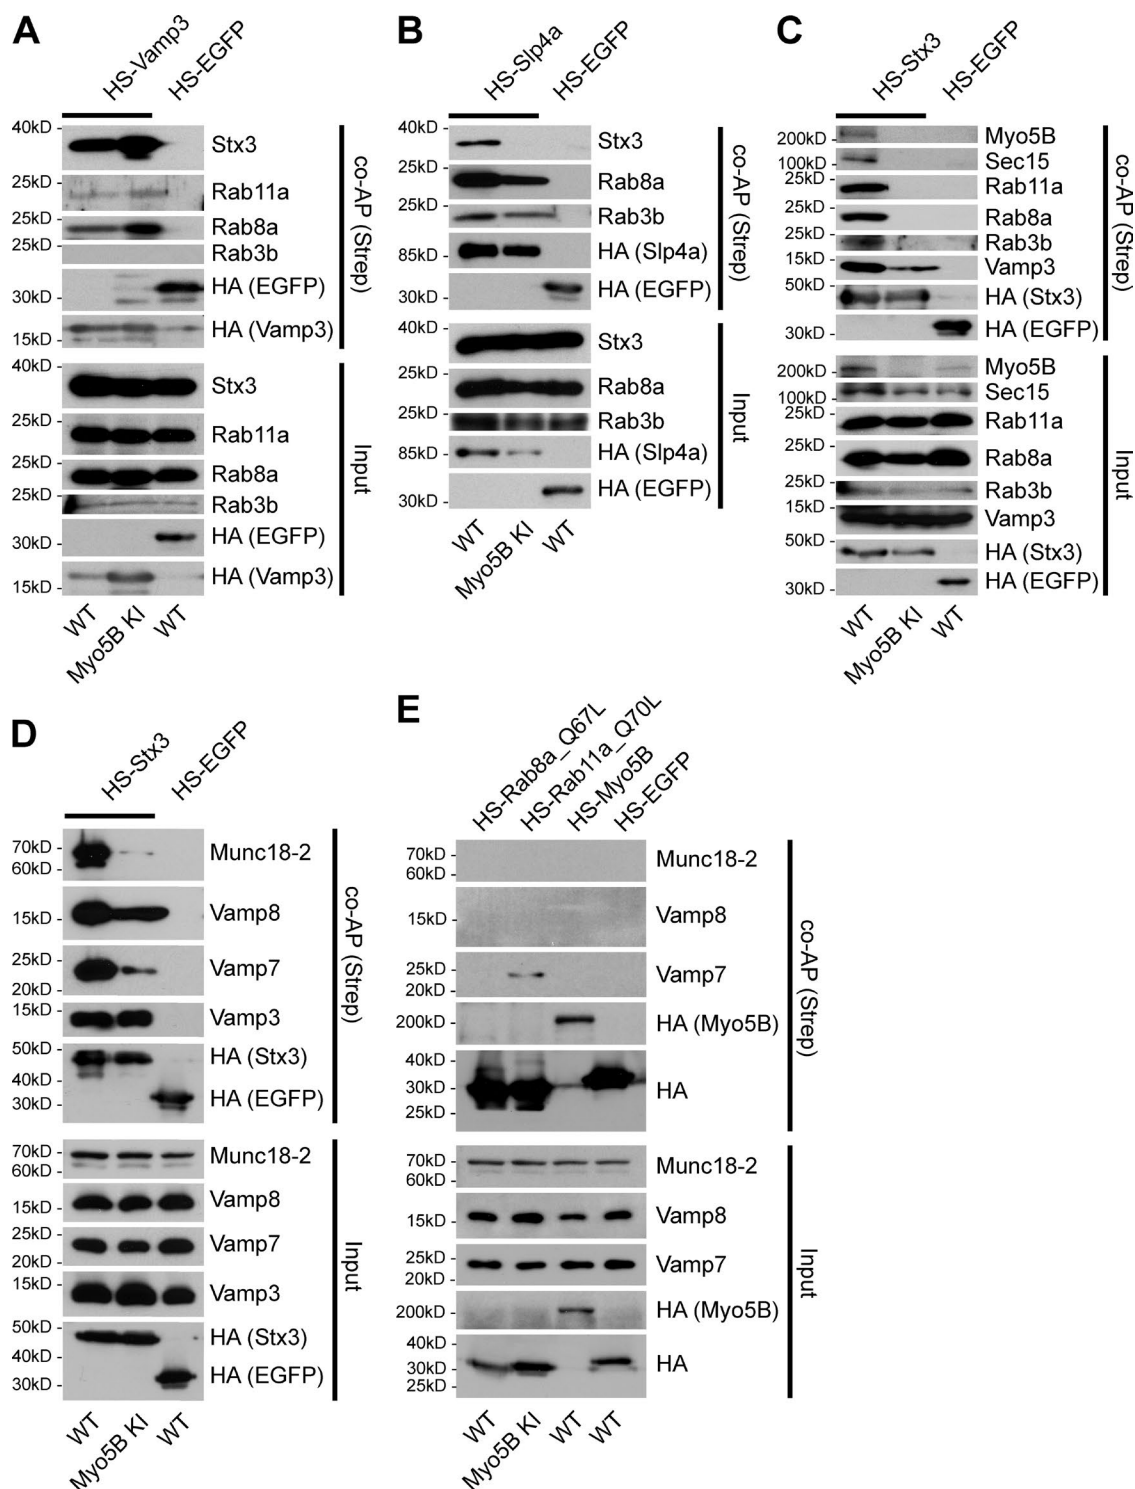 A
HS-Vamp3
HS-EGFP
40kD
Stx3
25kD
Rab11a
25kD
Rab8a
25kD
Rab3b
HA (EGFP)
30kD
HA (Vamp3)
15kD
co-AP (Strep)
40kD
Stx3
25kD
Rab11a
25kD
Rab8a
25kD
Rab3b
HA (EGFP)
30kD
HA (Vamp3)
15kD
Input
WT
Myo5B KI
WT
B
HS-Slp4a
HS-EGFP
40kD
Stx3
25kD
Rab8a
25kD
Rab3b
85kD
HA (Slp4a)
HA (EGFP)
30kD
co-AP (Strep)
40kD
Stx3
25kD
Rab8a
25kD
Rab3b
85kD
HA (Slp4a)
HA (EGFP)
30kD
Input
WT
Myo5B KI
WT
C
HS-Stx3
HS-EGFP
200kD
Myo5B
100kD
Sec15
25kD
Rab11a
25kD
Rab8a
25kD
Rab3b
15kD
Vamp3
50kD
HA (Stx3)
30kD
HA (EGFP)
co-AP (Strep)
200kD
Myo5B
100kD
Sec15
25kD
Rab11a
25kD
Rab8a
25kD
Rab3b
15kD
Vamp3
50kD
HA (Stx3)
30kD
HA (EGFP)
Input
WT
Myo5B KI
WT
D
HS-Stx3
HS-EGFP
70kD
60kD
Munc18-2
15kD
Vamp8
25kD
20kD
Vamp7
15kD
Vamp3
50kD
HA (Stx3)
40kD
30kD
HA (EGFP)
co-AP (Strep)
70kD
60kD
Munc18-2
15kD
Vamp8
25kD
20kD
Vamp7
15kD
Vamp3
50kD
HA (Stx3)
40kD
30kD
HA (EGFP)
Input
WT
Myo5B KI
WT
E
HS-Rab8a_Q67L
HS-Rab11a_Q70L
HS-Myo5B
HS-EGFP
70kD
60kD
Munc18-2
15kD
Vamp8
25kD
20kD
Vamp7
200kD
HA (Myo5B)
40kD
30kD
25kD
HA
co-AP (Strep)
70kD
60kD
Munc18-2
15kD
Vamp8
25kD
20kD
Vamp7
200kD
HA (Myo5B)
40kD
30kD
25kD
HA
Input
WT
Myo5B KI
WT
WT